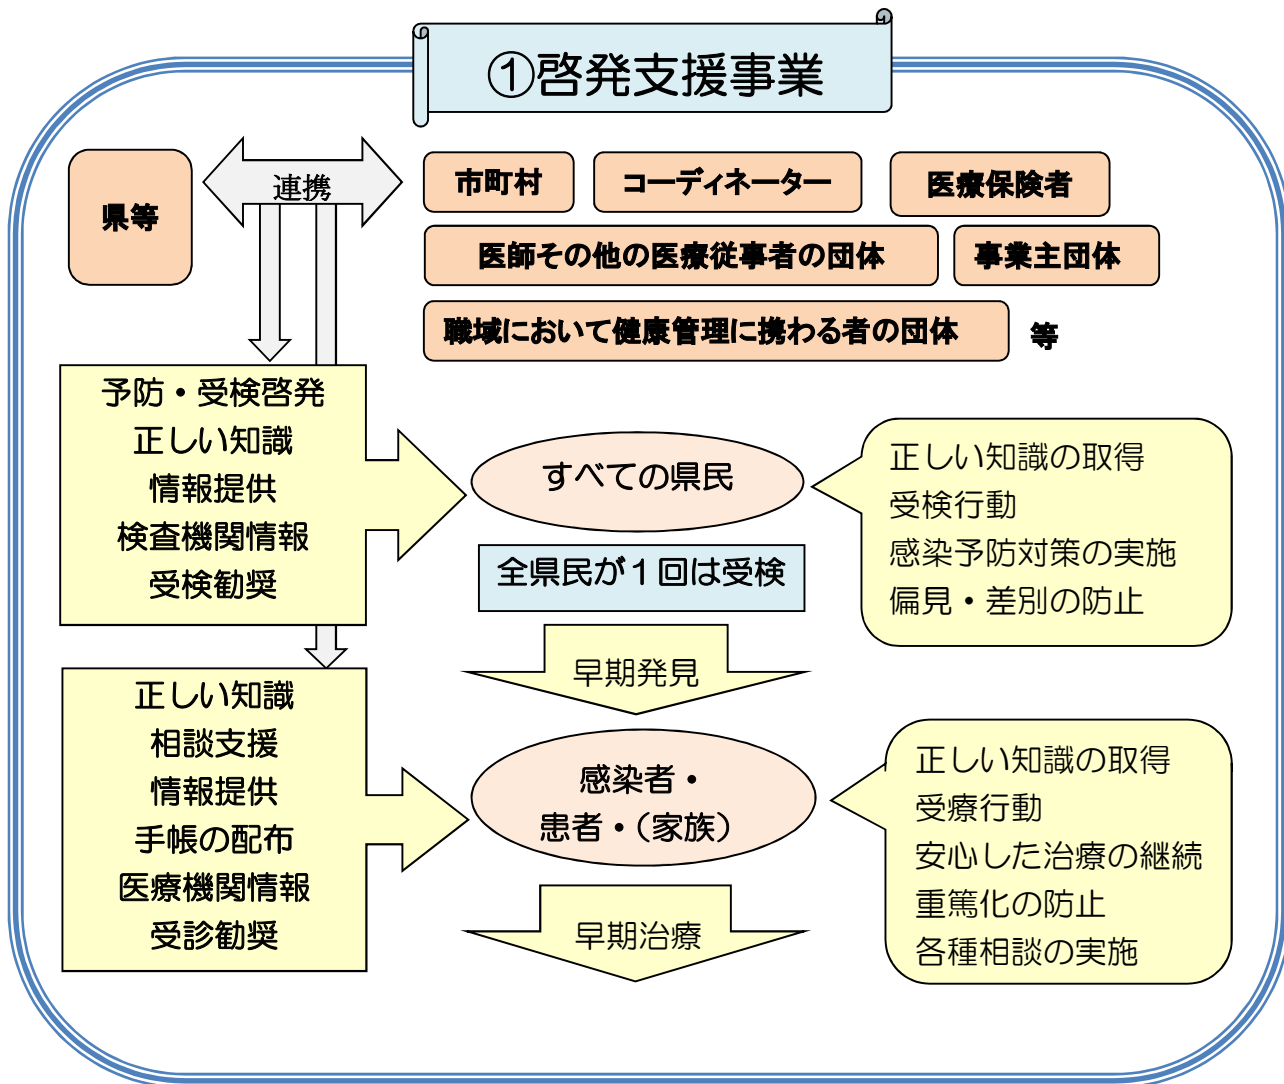 ①啓発支援事業
県等
連携
市町村
コーディネーター
医療保険者
医師その他の医療従事者の団体
事業主団体
職域において健康管理に携わる者の団体
等
予防・受検啓発
正しい知識
情報提供
検査機関情報
受検勧奨
すべての県民
正しい知識の取得
受検行動
感染予防対策の実施
偏見・差別の防止
全県民が１回は受検
早期発見
正しい知識
相談支援
情報提供
手帳の配布
医療機関情報
受診勧奨
感染者・
患者・（家族）
正しい知識の取得
受療行動
安心した治療の継続
重篤化の防止
各種相談の実施
早期治療